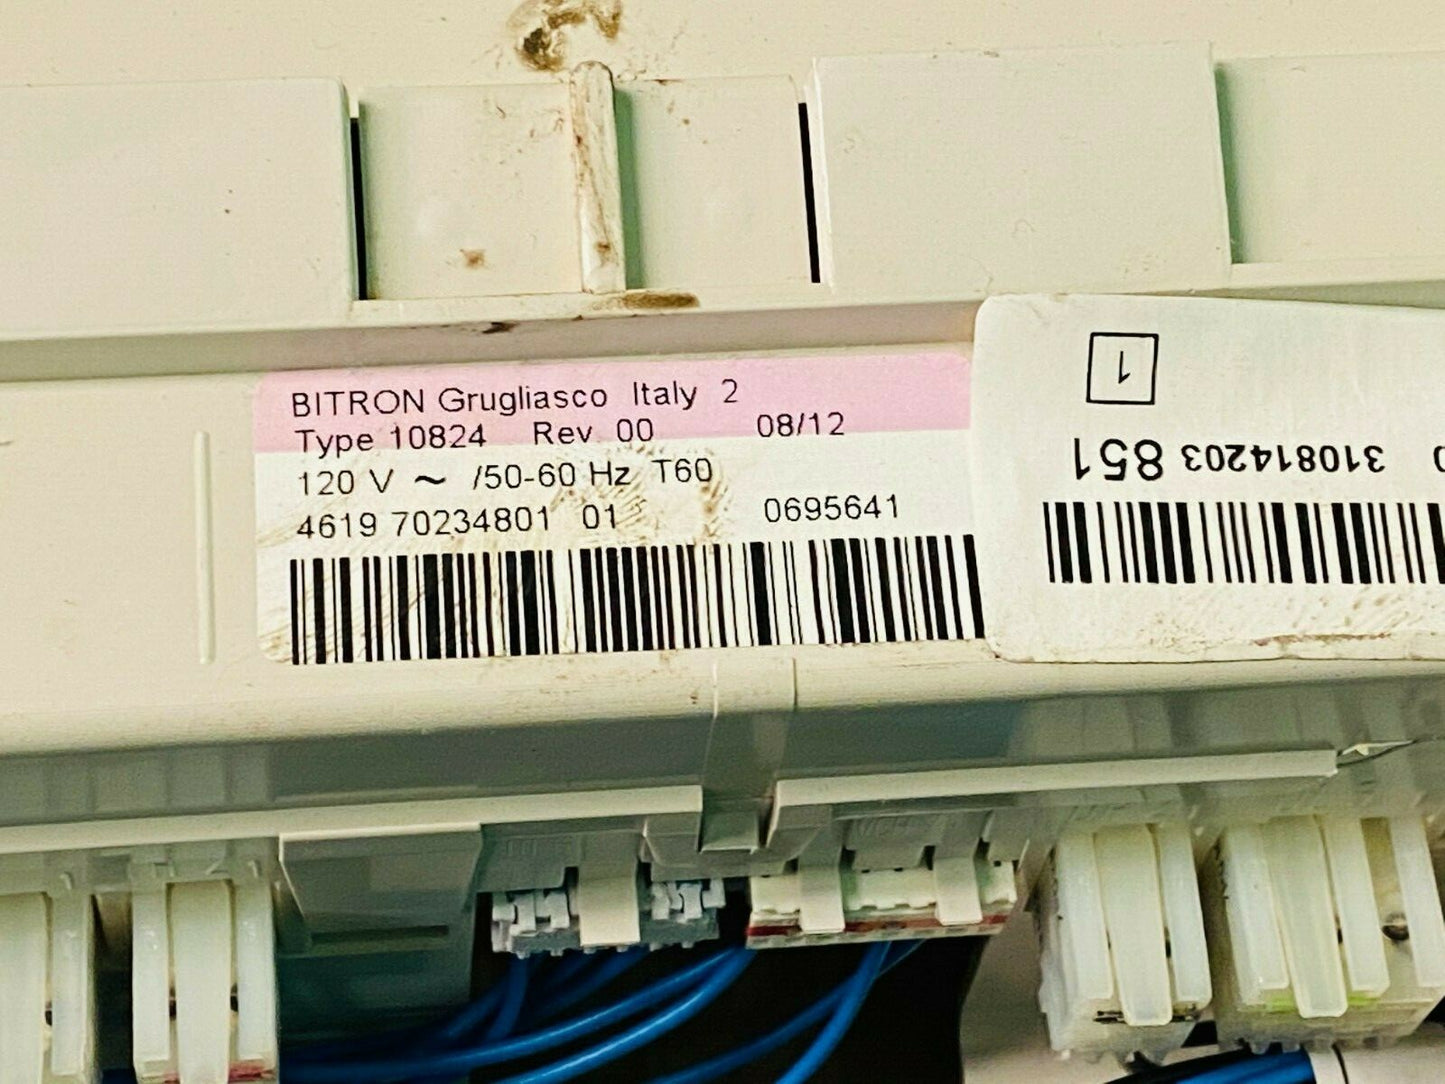 BITRON Grugliasco Italy 2
Type 10824 Rev 00 08/12
120 V ~ /50-60 Hz T60
4619 70234801 01 0695641
1
310814203 851